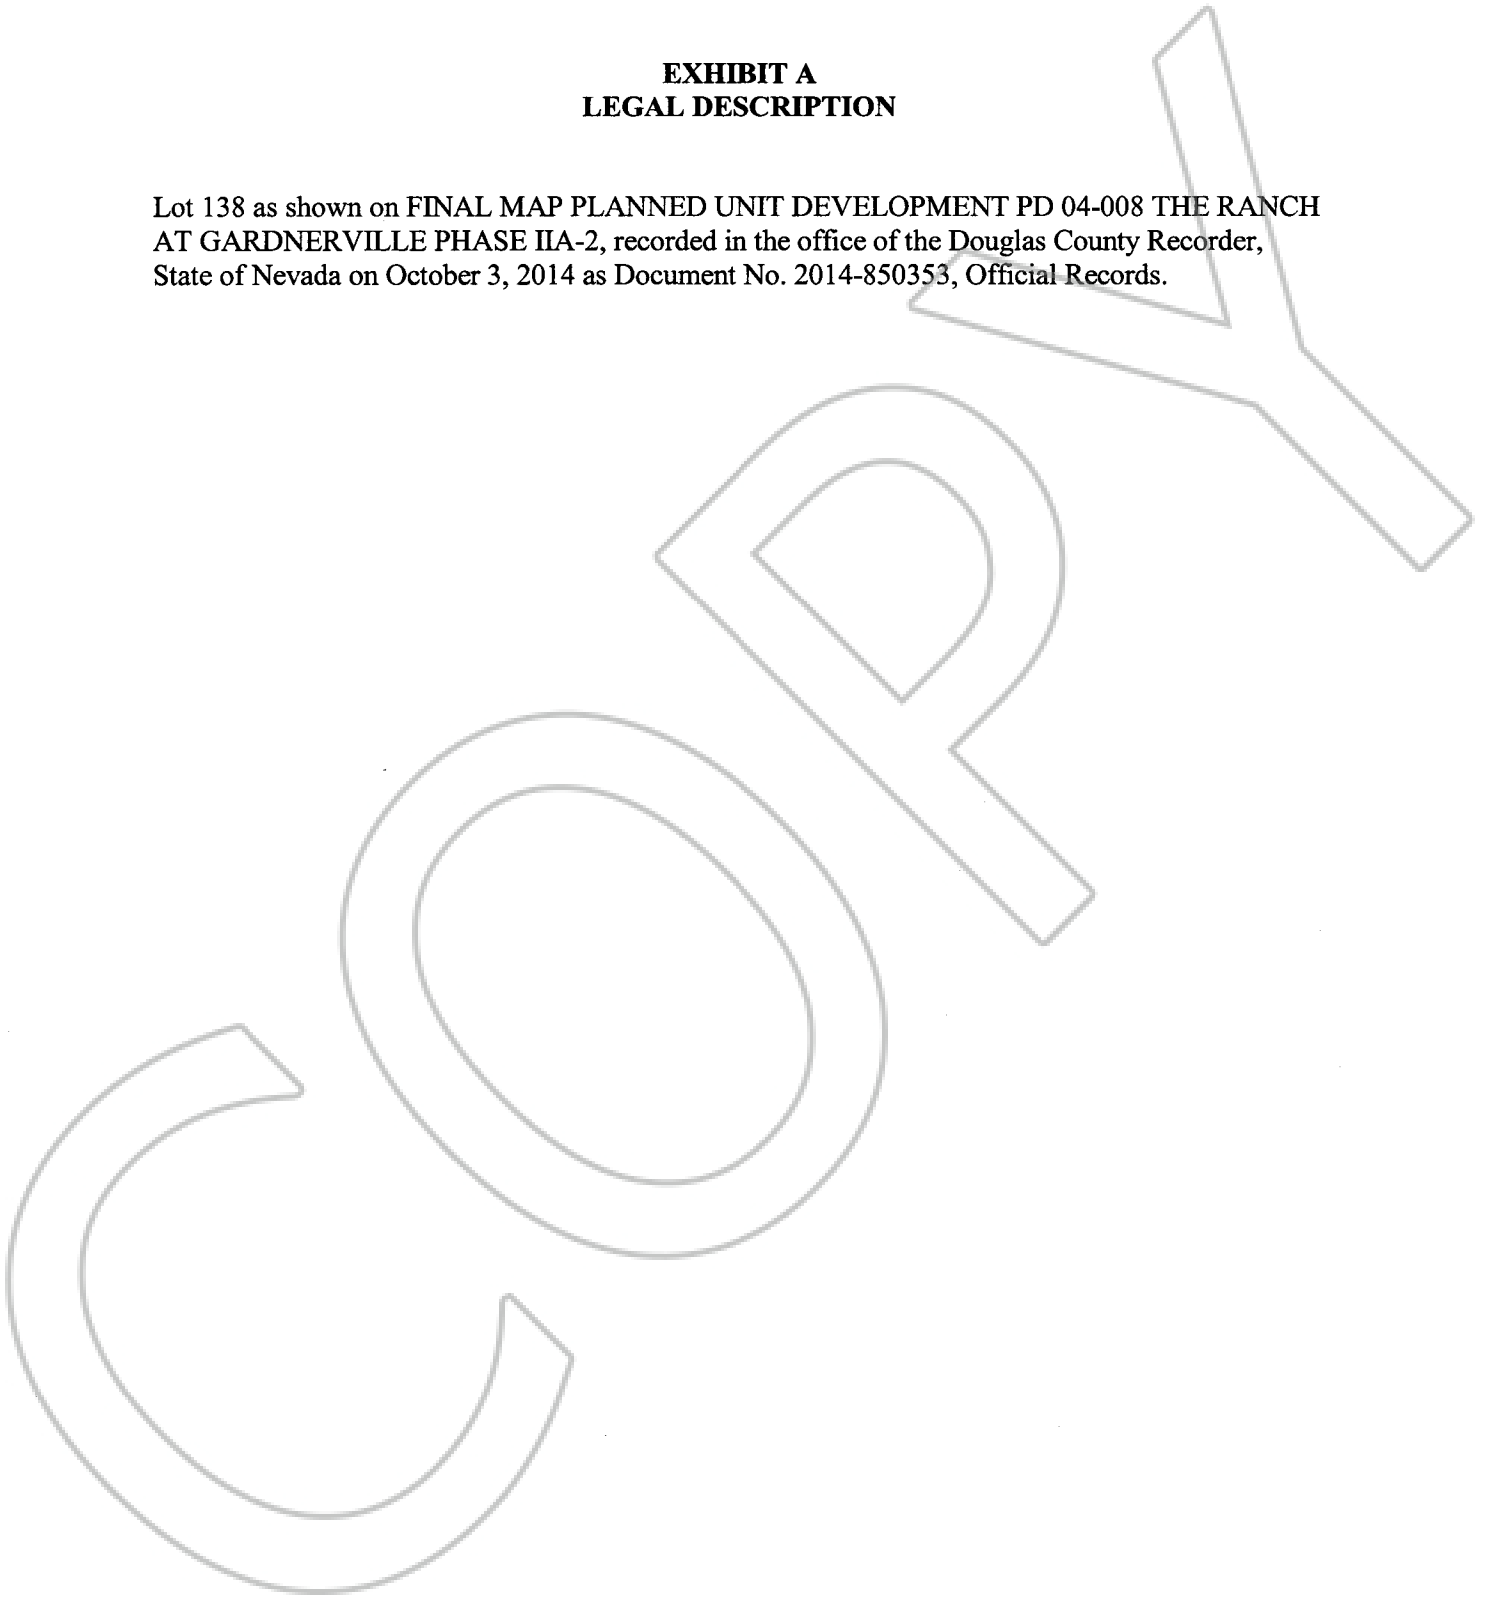 EXHIBIT A
LEGAL DESCRIPTION
Lot 138 as shown on FINAL MAP PLANNED UNIT DEVELOPMENT PD 04-008 THE RANCH
AT GARDNERVILLE PHASE IIA-2, recorded in the office of the Douglas County Recorder,
State of Nevada on October 3, 2014 as Document No. 2014-850353, Official Records.
COPY